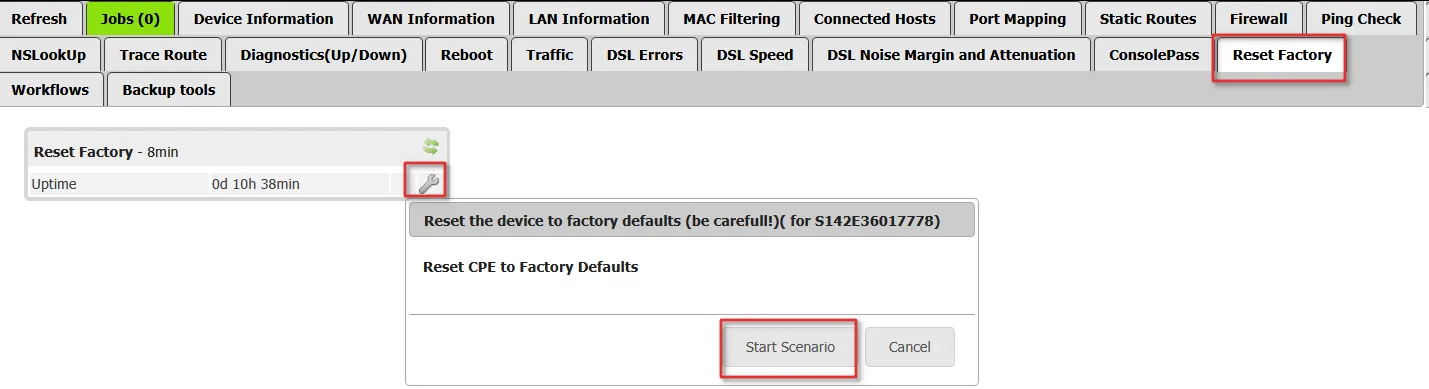 Refresh Jobs (0) Device Information WAN Information LAN Information MAC Filtering Connected Hosts Port Mapping Static Routes Firewall Ping Check
NSLookUp Trace Route Diagnostics(Up/Down) Reboot Traffic DSL Errors DSL Speed DSL Noise Margin and Attenuation ConsolePass Reset Factory
Workflows Backup tools
Reset Factory - 8min
Uptime 0d 10h 38min
Reset the device to factory defaults (be carefull!)( for S142E36017778)
Reset CPE to Factory Defaults
Start Scenario Cancel